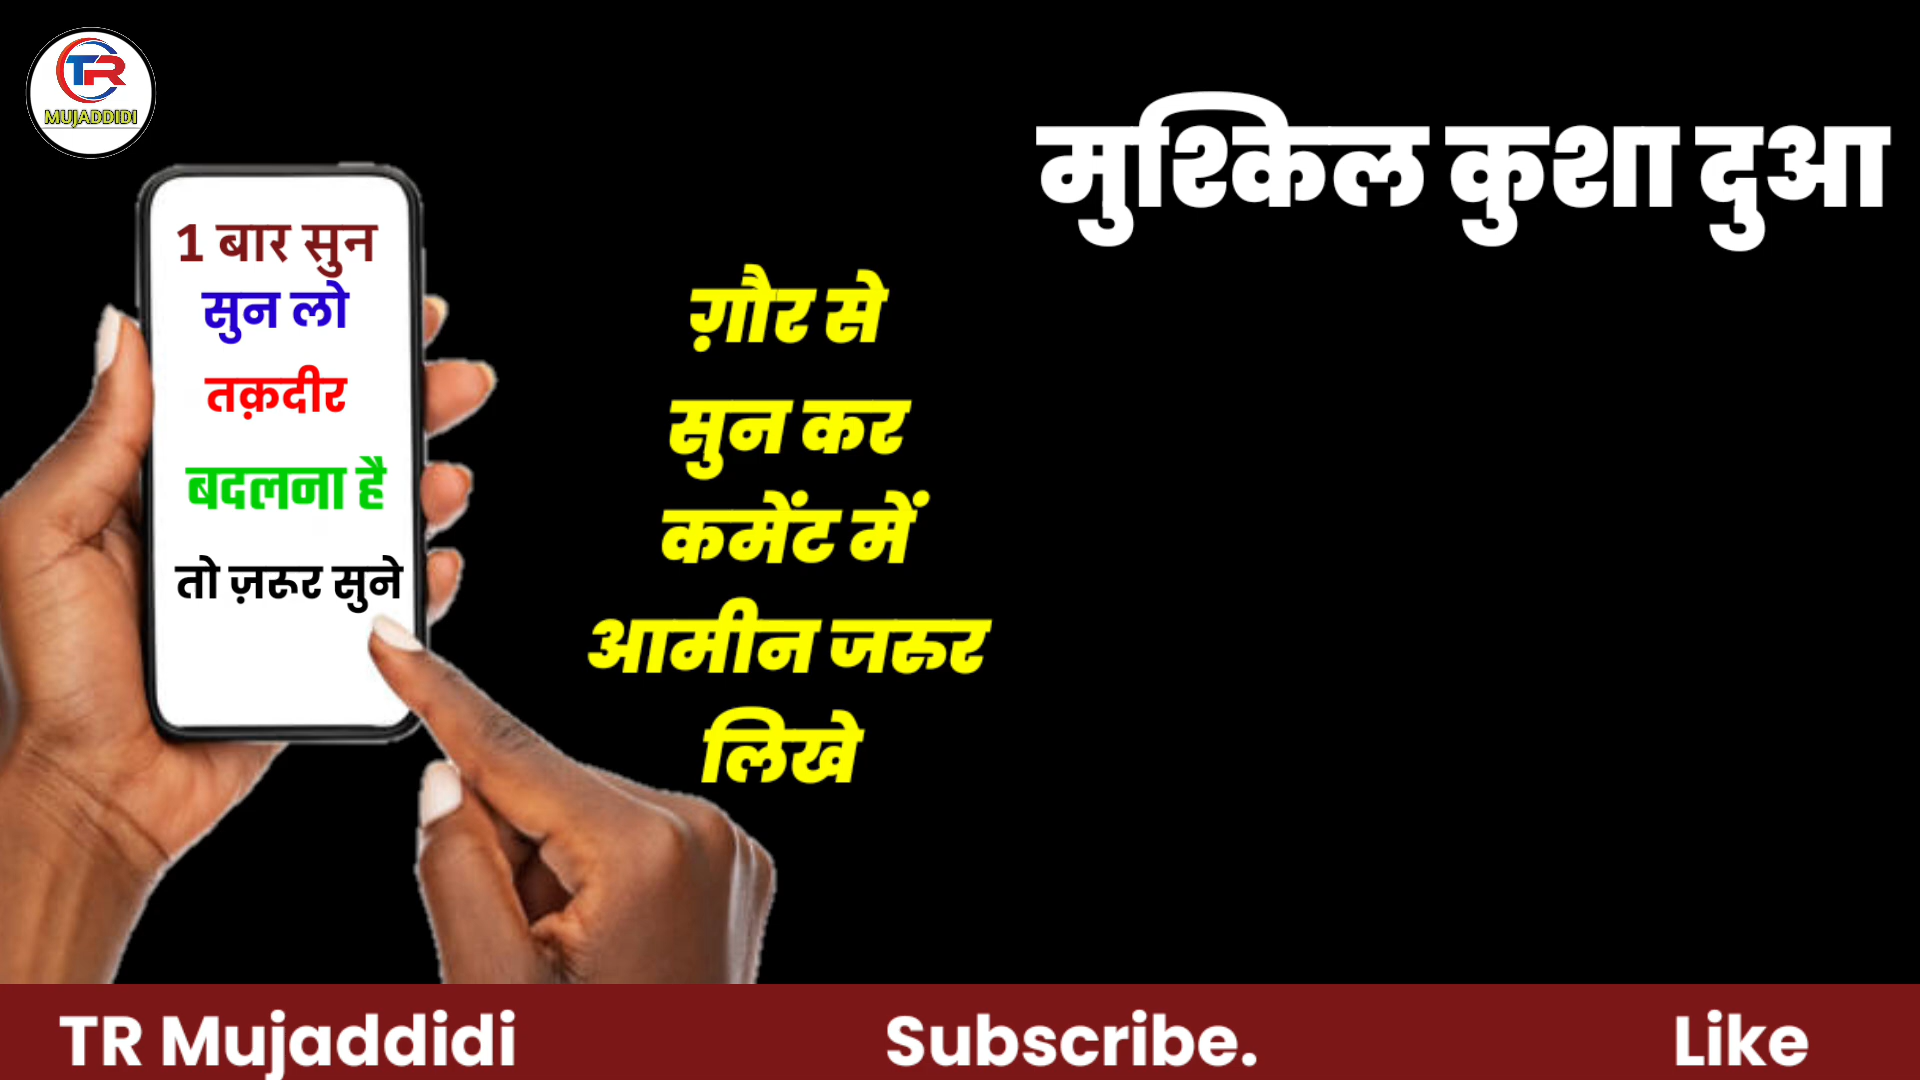 TR
MUJADDIDI
मुश्किल कुशा दुआ
1 बार सुन
सुन लो
तक़दीर
बदलना है
तो ज़रूर सुने
ग़ौर से
सुन कर
कमेंट में
आमीन जरुर
लिखे
TR Mujaddidi
Subscribe.
Like